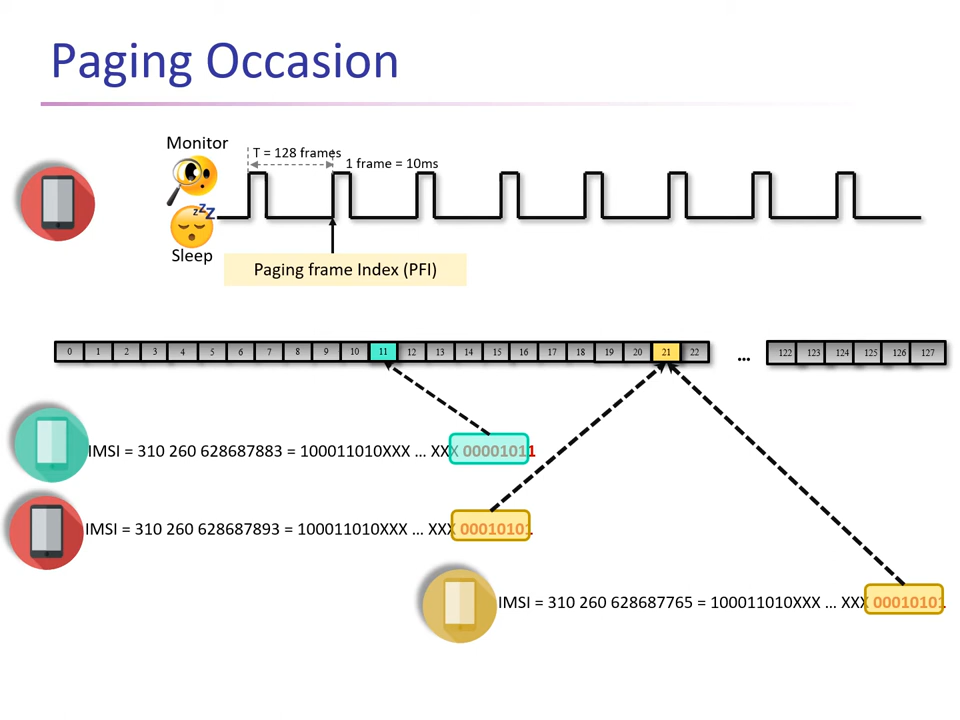 Paging Occasion
Monitor
T = 128 frames
1 frame = 10ms
zzZ
Sleep
Paging frame Index (PFI)
0 1 2 3 4 5 6 7 8 9 10 11 12 13 14 15 16 17 18 19 20 21 22 ... 122 123 124 125 126 127
IMSI = 310 260 628687883 = 100011010XXX ... XXX 00001011
IMSI = 310 260 628687893 = 100011010XXX ... XXX 00010101
IMSI = 310 260 628687765 = 100011010XXX ... XXX 00010101